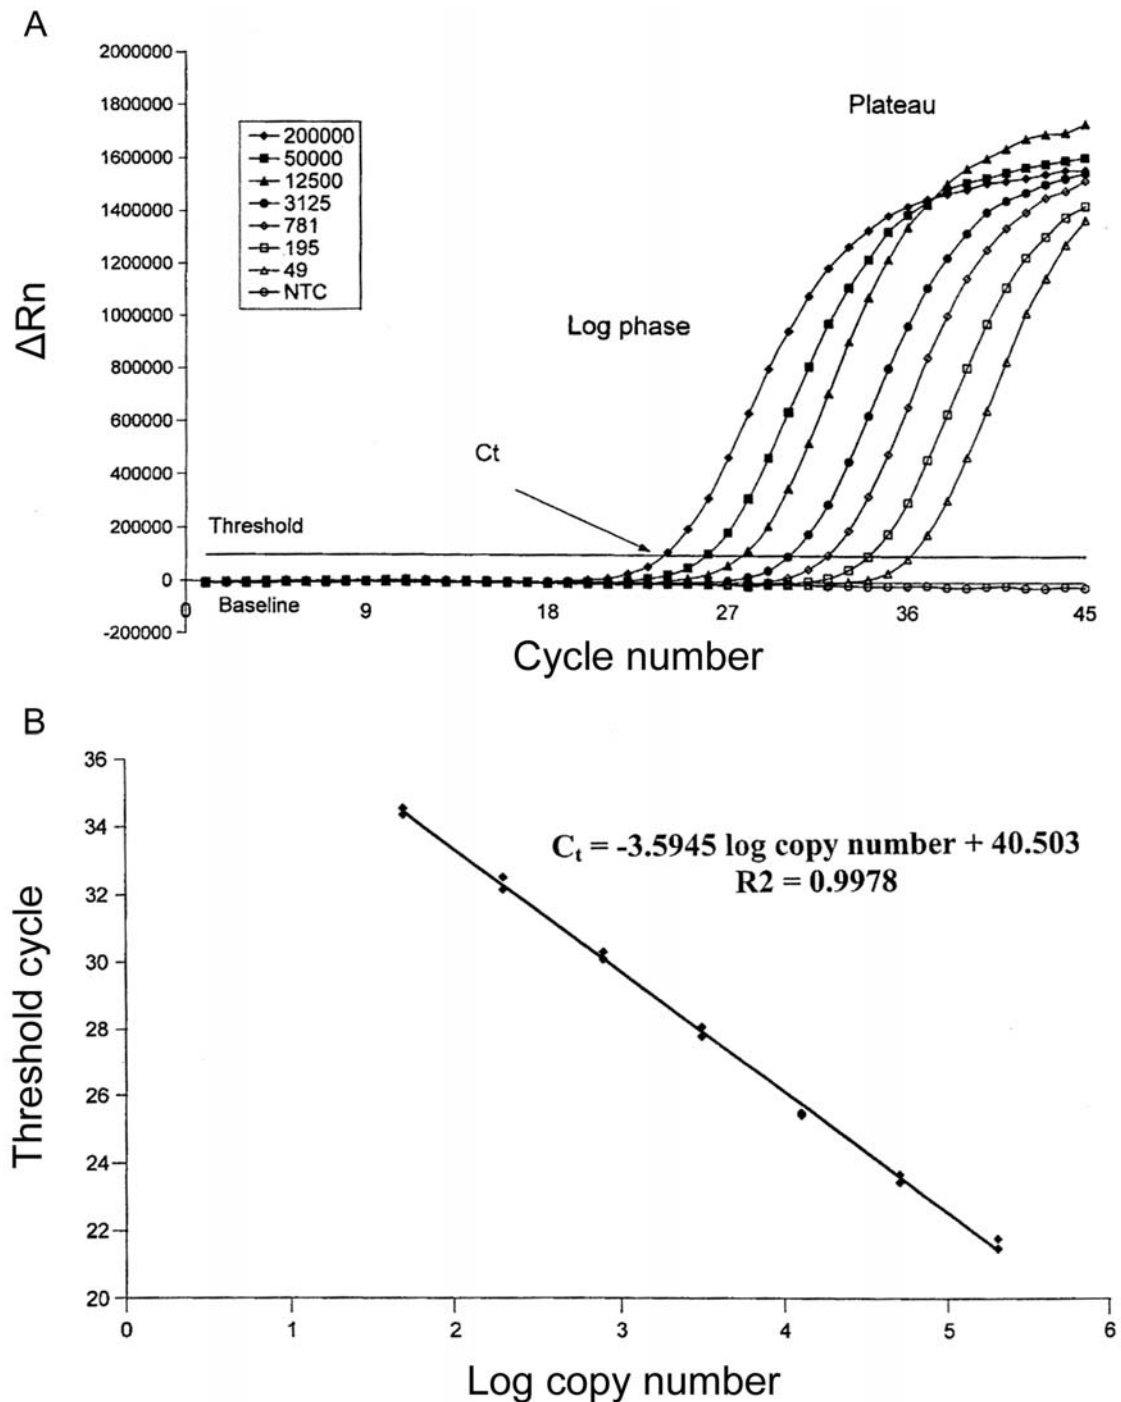 A
2000000
1800000
1600000
1400000
1200000
1000000
800000
600000
400000
200000
0
-200000
ΔRn
200000
50000
12500
3125
781
195
49
NTC
Plateau
Log phase
Ct
Threshold
Baseline
0 9 18 27 36 45
Cycle number
B
36
34
32
30
28
26
24
22
20
Threshold cycle
Ct = -3.5945 log copy number + 40.503
R2 = 0.9978
0 1 2 3 4 5 6
Log copy number